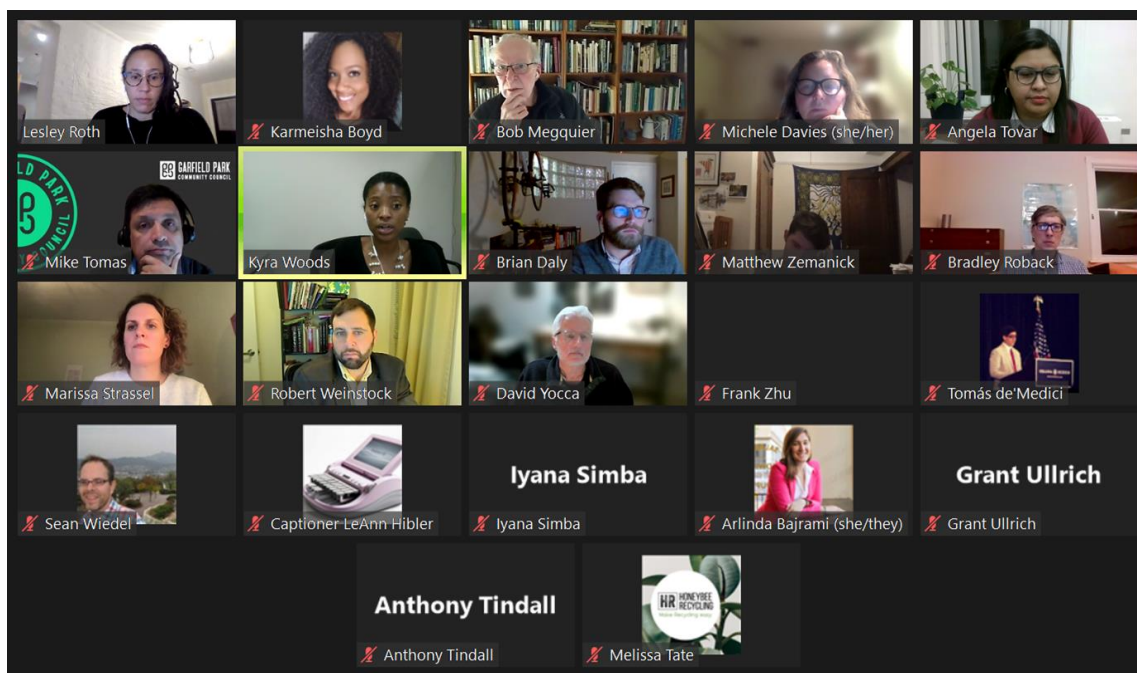 Lesley Roth
Karmeisha Boyd
Bob Megquier
Michele Davies (she/her)
Angela Tovar
GARFIELD PARK
COMMUNITY COUNCIL
Mike Tomas
Kyra Woods
Brian Daly
Matthew Zemanick
Bradley Roback
Marissa Strassel
Robert Weinstock
David Yocca
Frank Zhu
Tomás de'Medici
Sean Wiedel
Captioner LeAnn Hibler
Iyana Simba
Iyana Simba
Arlinda Bajrami (she/they)
Grant Ullrich
Grant Ullrich
Anthony Tindall
Anthony Tindall
HR HONEYBEE
RECYCLING
Melissa Tate